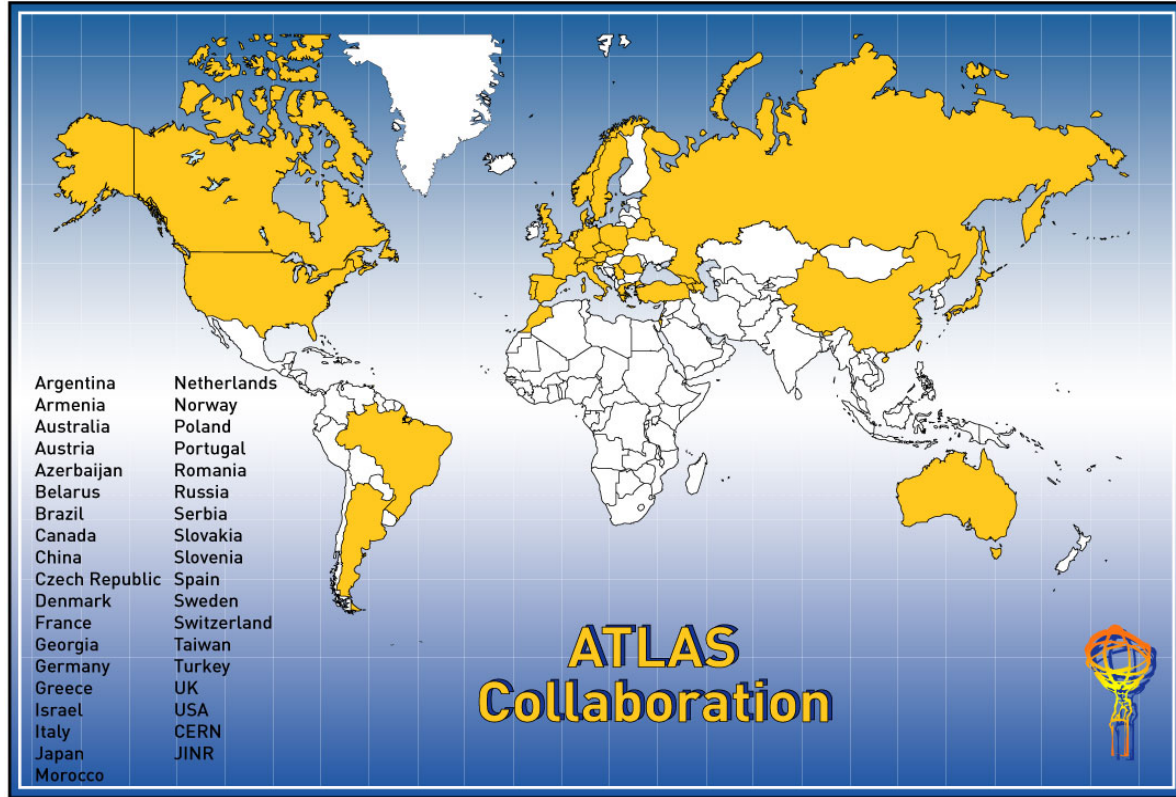 Argentina
Armenia
Australia
Austria
Azerbaijan
Belarus
Brazil
Canada
China
Czech Republic
Denmark
France
Georgia
Germany
Greece
Israel
Italy
Japan
Morocco
Netherlands
Norway
Poland
Portugal
Romania
Russia
Serbia
Slovakia
Slovenia
Spain
Sweden
Switzerland
Taiwan
Turkey
UK
USA
CERN
JINR
ATLAS
Collaboration